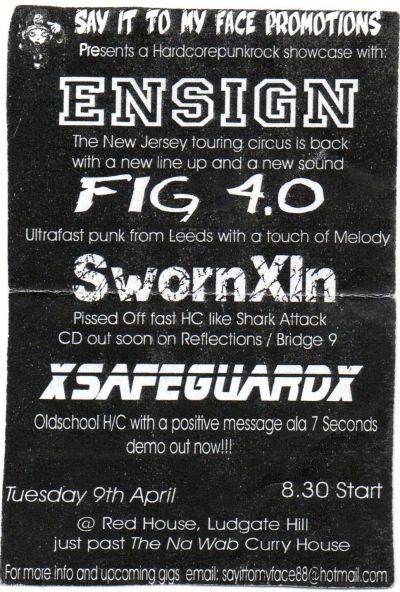 SAY IT TO MY FACE PROMOTIONS
Presents a Hardcorepunkrock showcase with:
ENSIGN
The New Jersey touring circus is back
with a new line up and a new sound
FIG 4.0
Ultrafast punk from Leeds with a touch of Melody
SwornXIn
Pissed Off fast HC like Shark Attack
CD out soon on Reflections / Bridge 9
XSAFEGUARDX
Oldschool H/C with a positive message ala 7 Seconds
demo out now!!!
Tuesday 9th April
8.30 Start
@ Red House, Ludgate Hill
just past The Na Wab Curry House
For more info and upcoming gigs email: sayittomyface88@hotmail.com